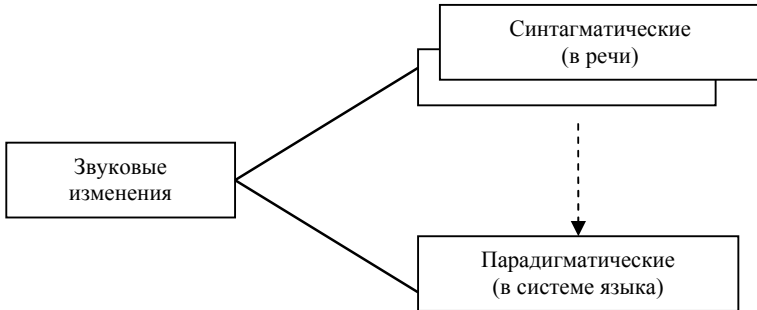 Синтагматические
(в речи)
Звуковые
изменения
Парадигматические
(в системе языка)